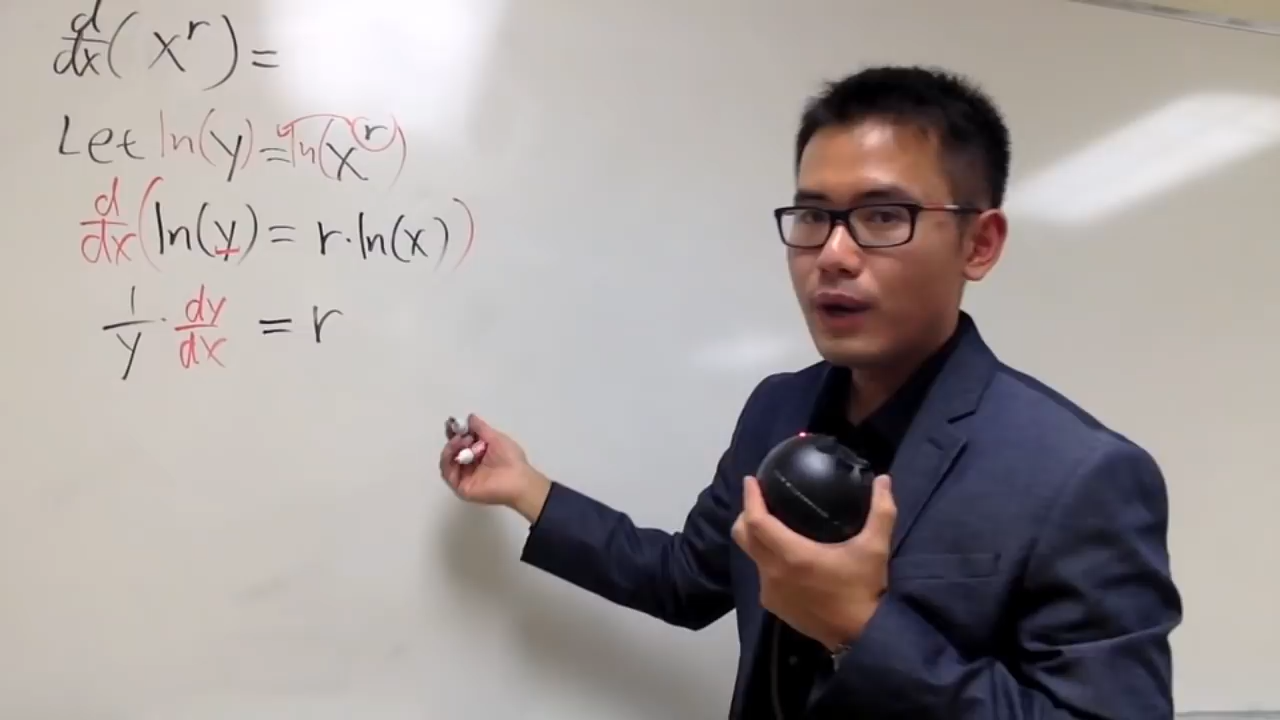 d/dx (x^r) =
Let ln(y) = ln(x^r)
d/dx (ln(y) = r·ln(x))
1/y · dy/dx = r